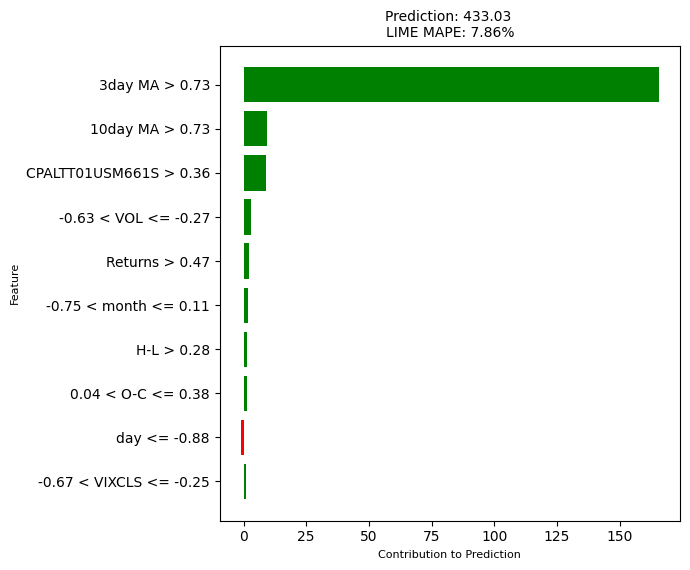 Prediction: 433.03
LIME MAPE: 7.86%
3day MA > 0.73
10day MA > 0.73
CPALTT01USM661S > 0.36
-0.63 < VOL <= -0.27
Returns > 0.47
-0.75 < month <= 0.11
H-L > 0.28
0.04 < O-C <= 0.38
day <= -0.88
-0.67 < VIXCLS <= -0.25
Feature
0 25 50 75 100 125 150
Contribution to Prediction